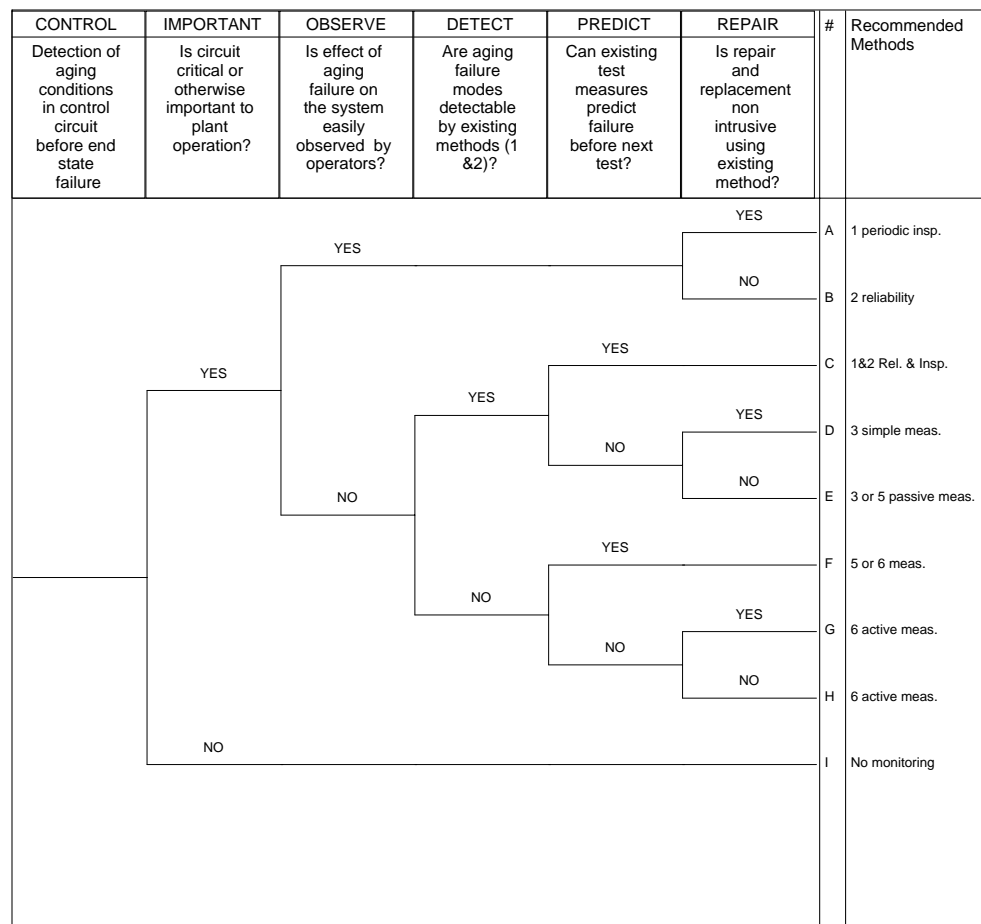 CONTROL
IMPORTANT
OBSERVE
DETECT
PREDICT
REPAIR
#
Recommended
Methods
Detection of
aging
conditions
in control
circuit
before end
state
failure
Is circuit
critical or
otherwise
important to
plant
operation?
Is effect of
aging
failure on
the system
easily
observed by
operators?
Are aging
failure
modes
detectable
by existing
methods (1
&2)?
Can existing
test
measures
predict
failure
before next
test?
Is repair
and
replacement
non
intrusive
using
existing
method?
YES
A 1 periodic insp.
YES
NO
B 2 reliability
YES
C 1&2 Rel. & Insp.
YES
YES
YES
D 3 simple meas.
NO
NO
E 3 or 5 passive meas.
NO
YES
F 5 or 6 meas.
NO
YES
G 6 active meas.
NO
NO
H 6 active meas.
NO
I No monitoring